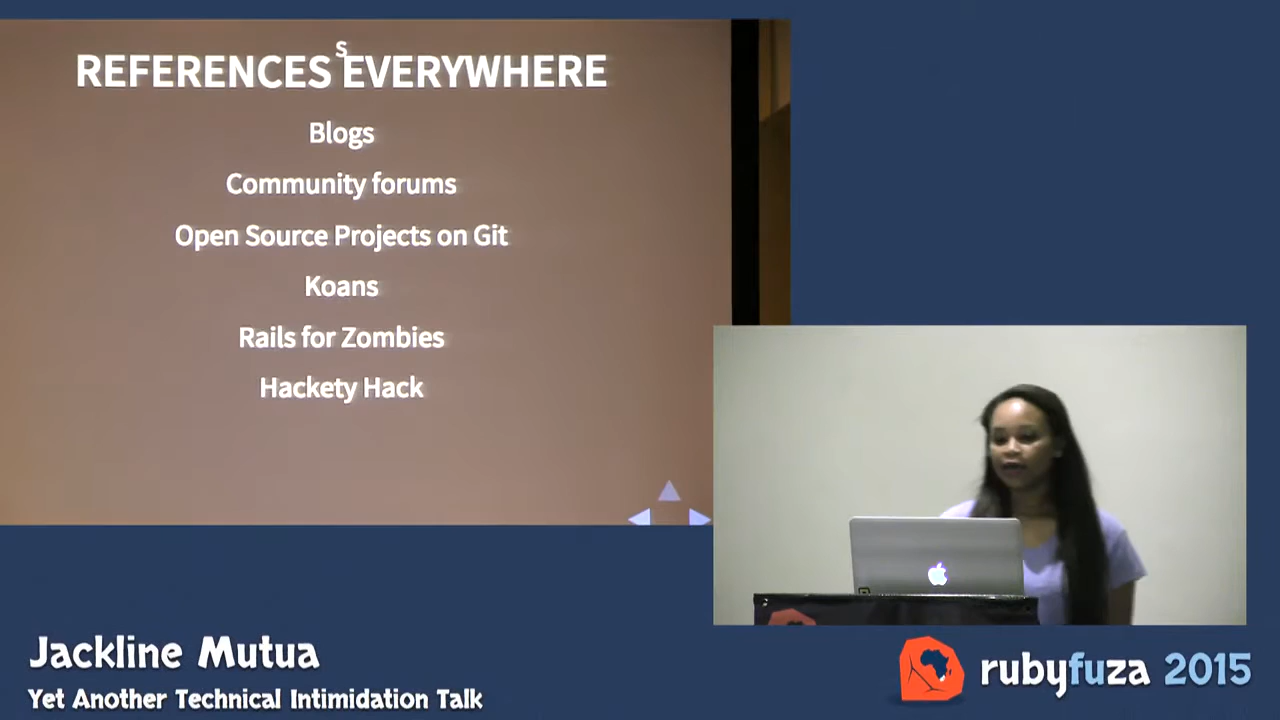 REFERENCES EVERYWHERE
s
Blogs
Community forums
Open Source Projects on Git
Koans
Rails for Zombies
Hackety Hack
Jackline Mutua
Yet Another Technical Intimidation Talk
rubyfuza 2015